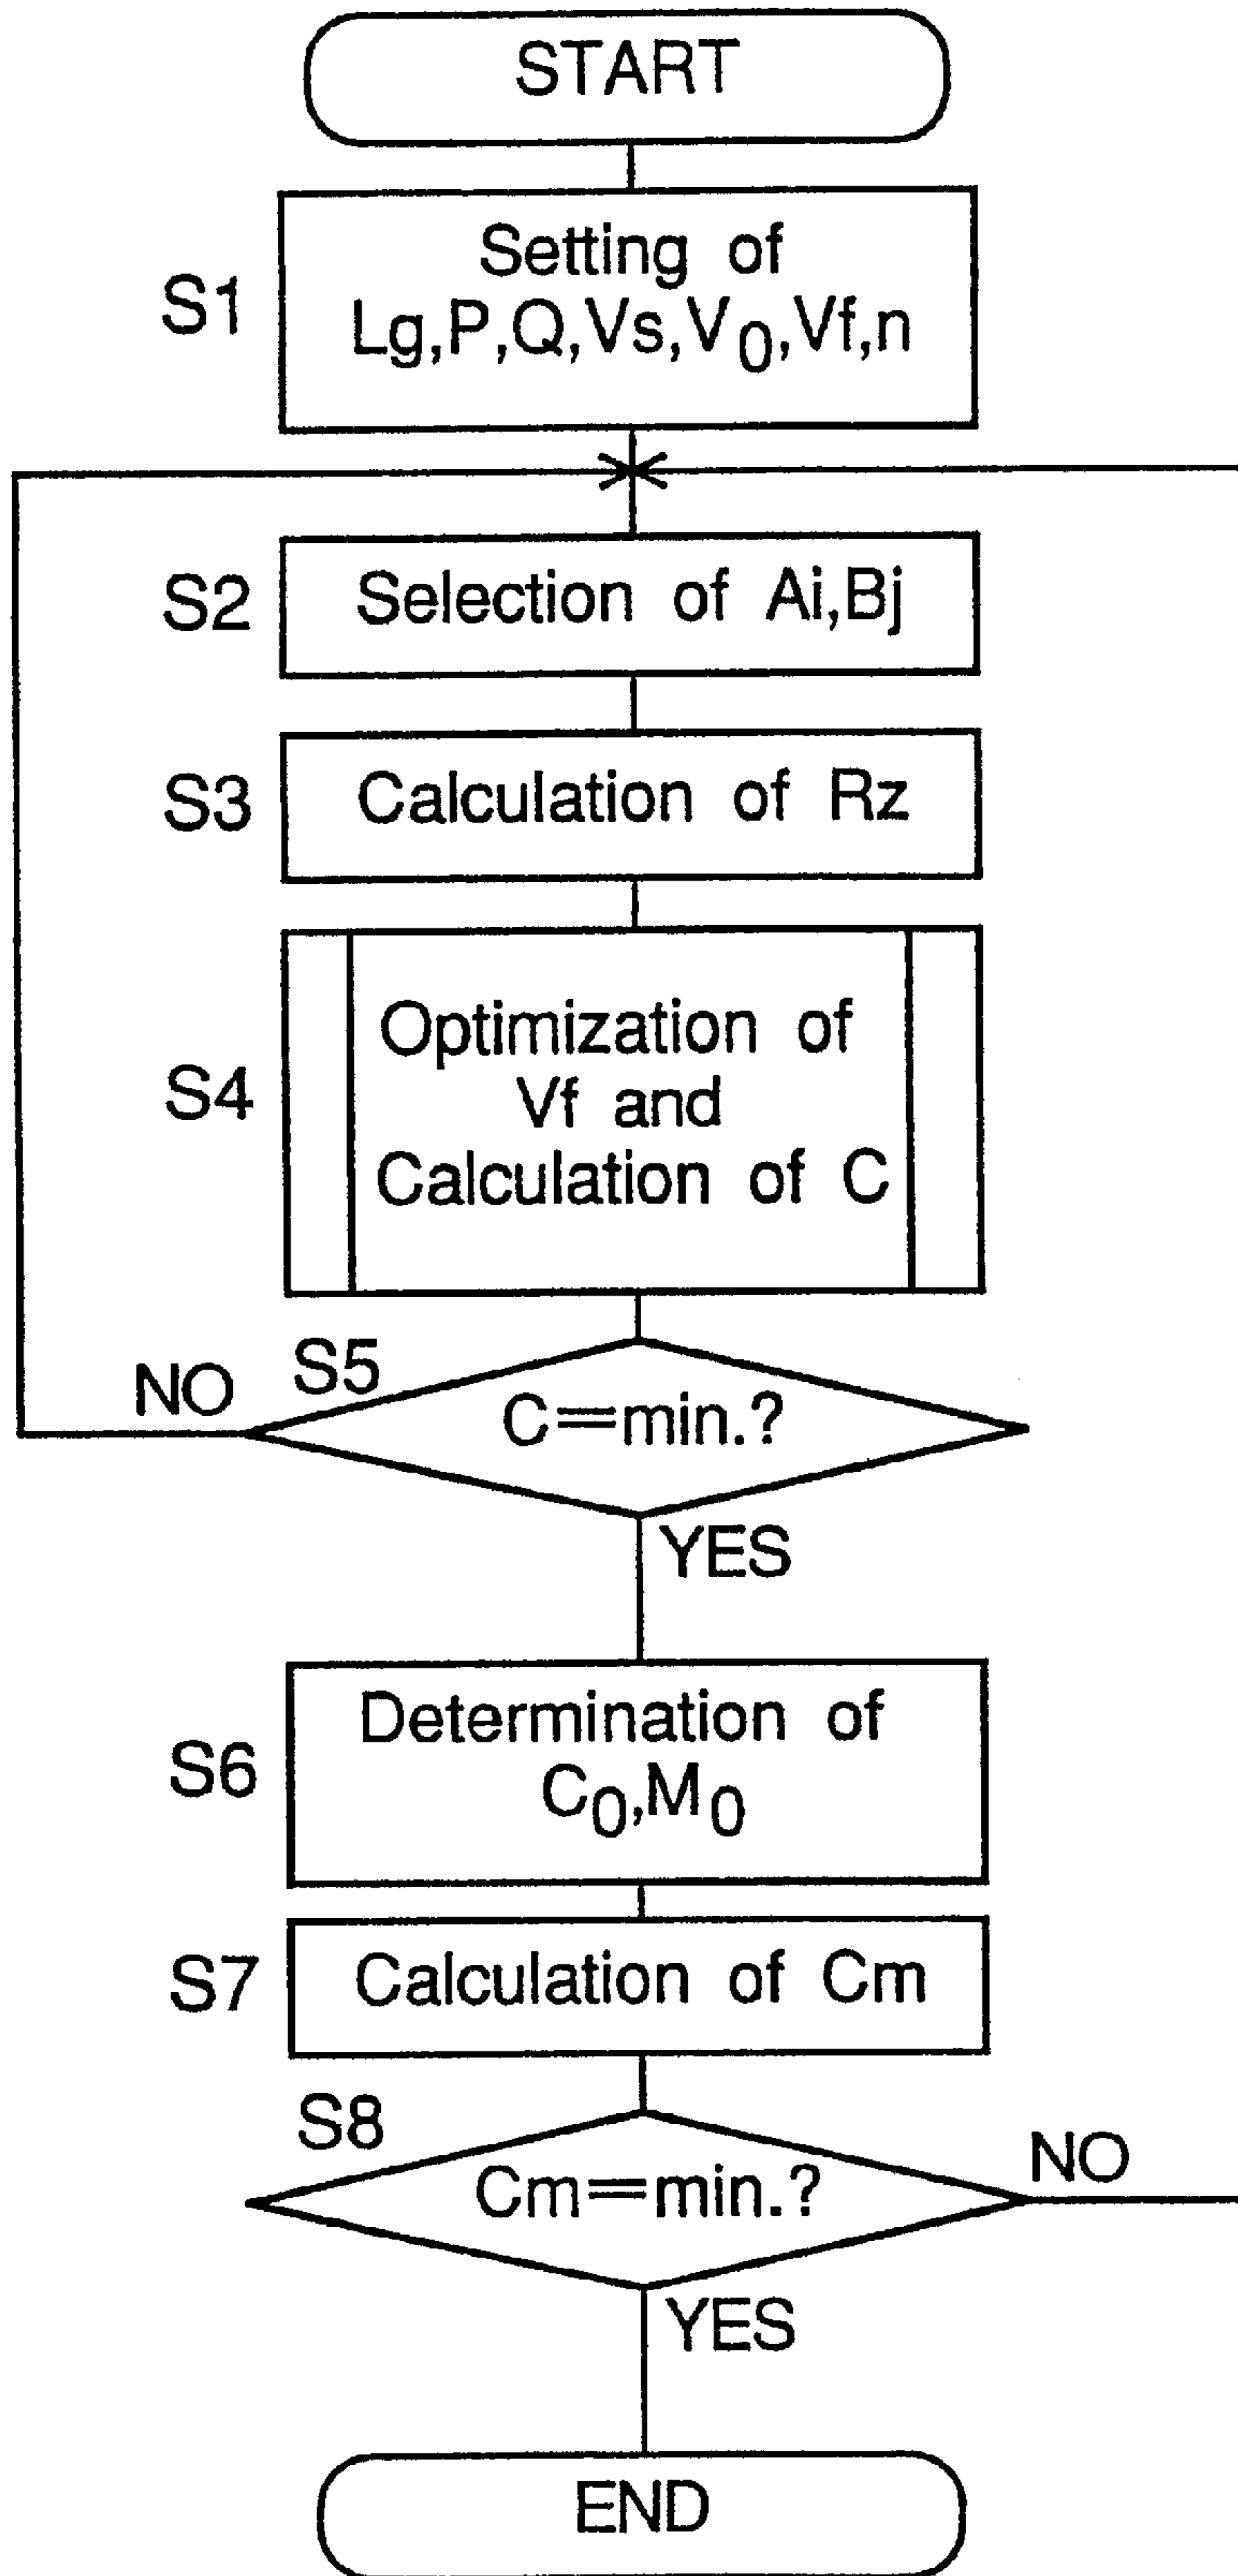 START
S1
Setting of
Lg,P,Q,Vs,V₀,Vf,n
S2
Selection of Ai,Bj
S3
Calculation of Rz
S4
Optimization of
Vf and
Calculation of C
S5
NO
C=min.?
YES
S6
Determination of
C₀,M₀
S7
Calculation of Cm
S8
Cm=min.?
NO
YES
END